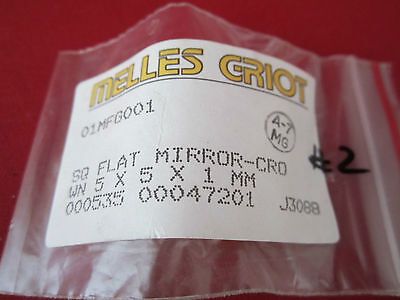 MELLES GRIOT
01MFG001
4-7
MG
SQ FLAT MIRROR-CRO
WN 5 X 5 X 1 MM
000535 00047201 J3088
#2